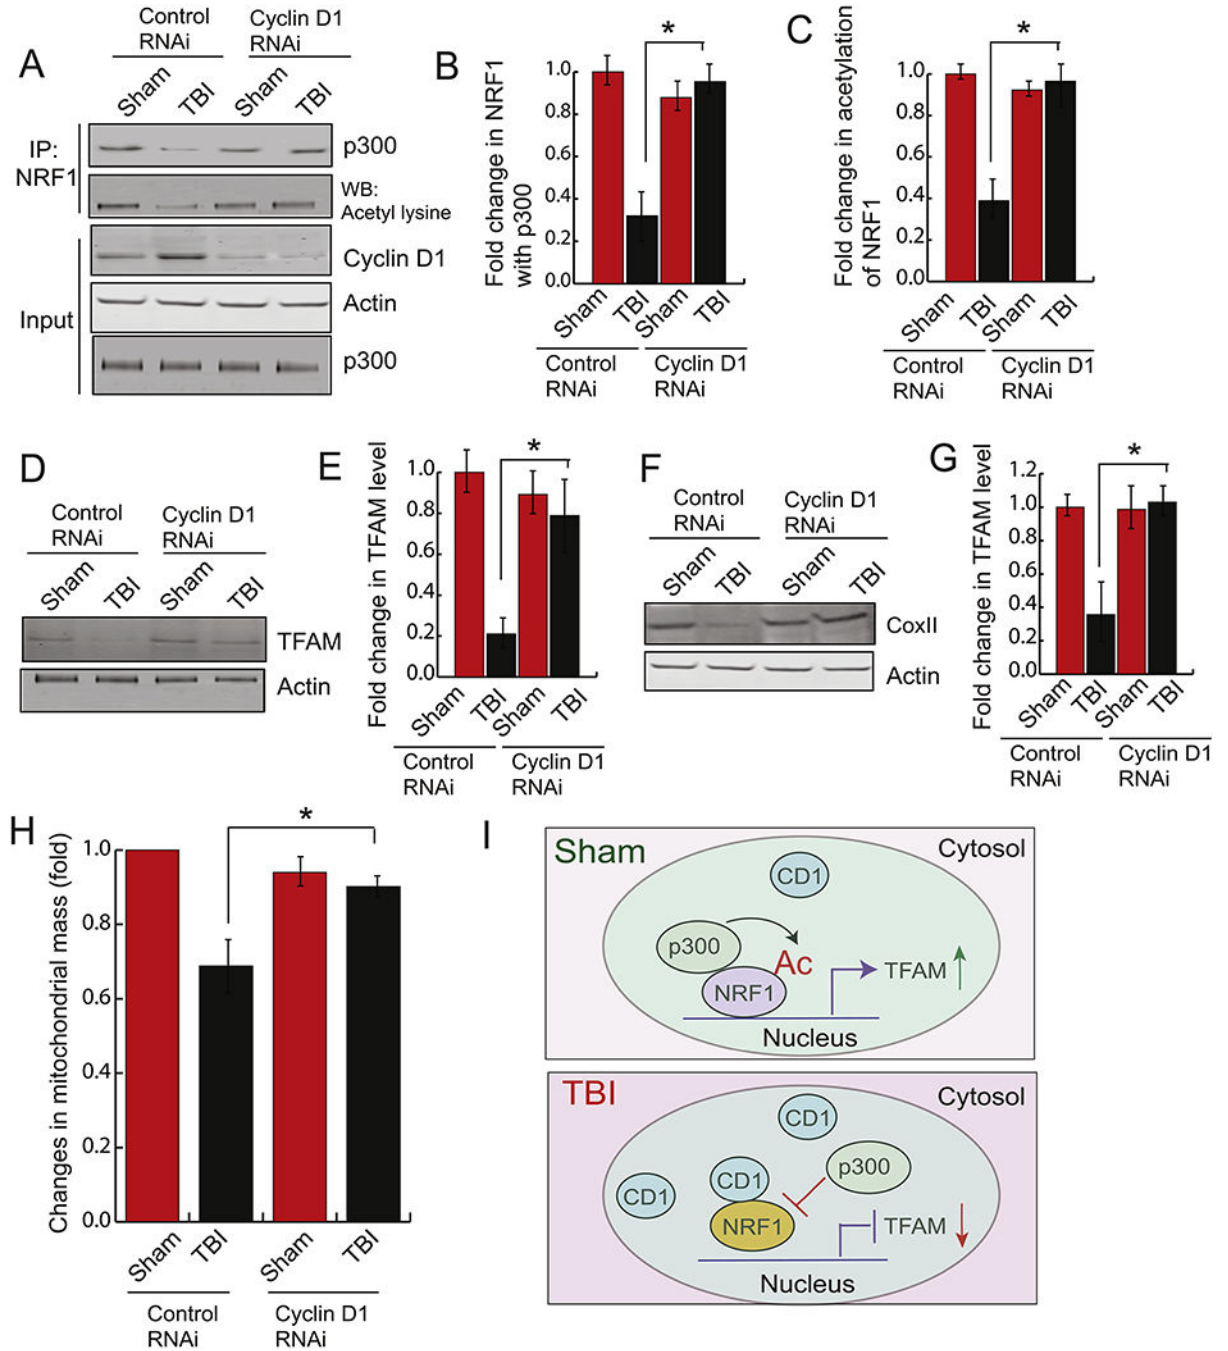 A
Control
RNAi
Cyclin D1
RNAi
Sham
TBI
Sham
TBI
IP:
NRF1
p300
WB:
Acetyl lysine
Input
Cyclin D1
Actin
p300
B
Fold change in NRF1
with p300
1.0
0.8
0.6
0.4
0.2
0.0
*
Sham
TBI
Sham
TBI
Control
RNAi
Cyclin D1
RNAi
C
Fold change in acetylation
of NRF1
1.0
0.8
0.6
0.4
0.2
0.0
*
Sham
TBI
Sham
TBI
Control
RNAi
Cyclin D1
RNAi
D
Control
RNAi
Cyclin D1
RNAi
Sham
TBI
Sham
TBI
TFAM
Actin
E
Fold change in TFAM level
1.0
0.8
0.6
0.4
0.2
0.0
*
Sham
TBI
Sham
TBI
Control
RNAi
Cyclin D1
RNAi
F
Control
RNAi
Cyclin D1
RNAi
Sham
TBI
Sham
TBI
CoxII
Actin
G
Fold change in TFAM level
1.2
1.0
0.8
0.6
0.4
0.2
0.0
*
Sham
TBI
Sham
TBI
Control
RNAi
Cyclin D1
RNAi
H
Changes in mitochondrial mass (fold)
1.0
0.8
0.6
0.4
0.2
0.0
*
Sham
TBI
Sham
TBI
Control
RNAi
Cyclin D1
RNAi
I
Sham
Cytosol
CD1
p300
Ac
NRF1
TFAM
Nucleus
TBI
Cytosol
CD1
p300
CD1
CD1
NRF1
TFAM
Nucleus